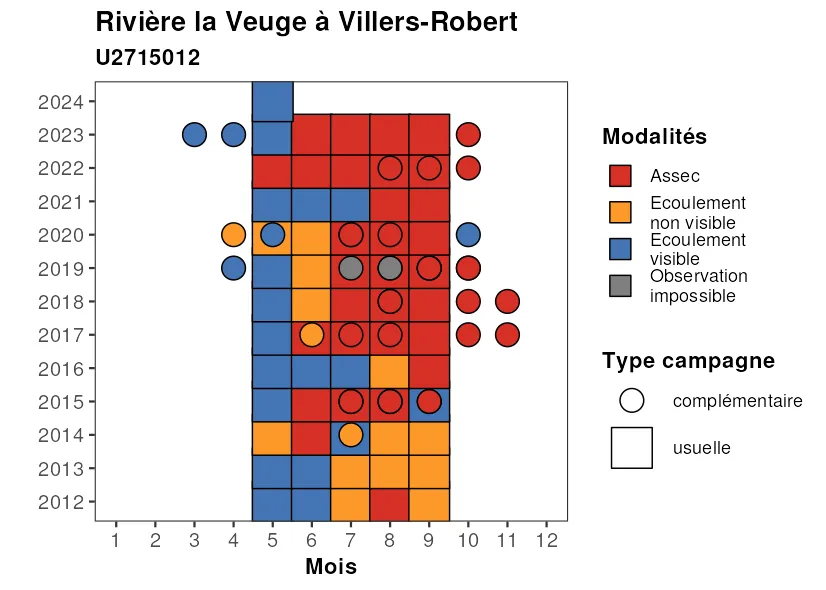 Rivière la Veuge à Villers-Robert
U2715012
2024
2023
2022
2021
2020
2019
2018
2017
2016
2015
2014
2013
2012
1 2 3 4 5 6 7 8 9 10 11 12
Mois
Modalités
Assec
Ecoulement
non visible
Ecoulement
visible
Observation
impossible
Type campagne
complémentaire
usuelle